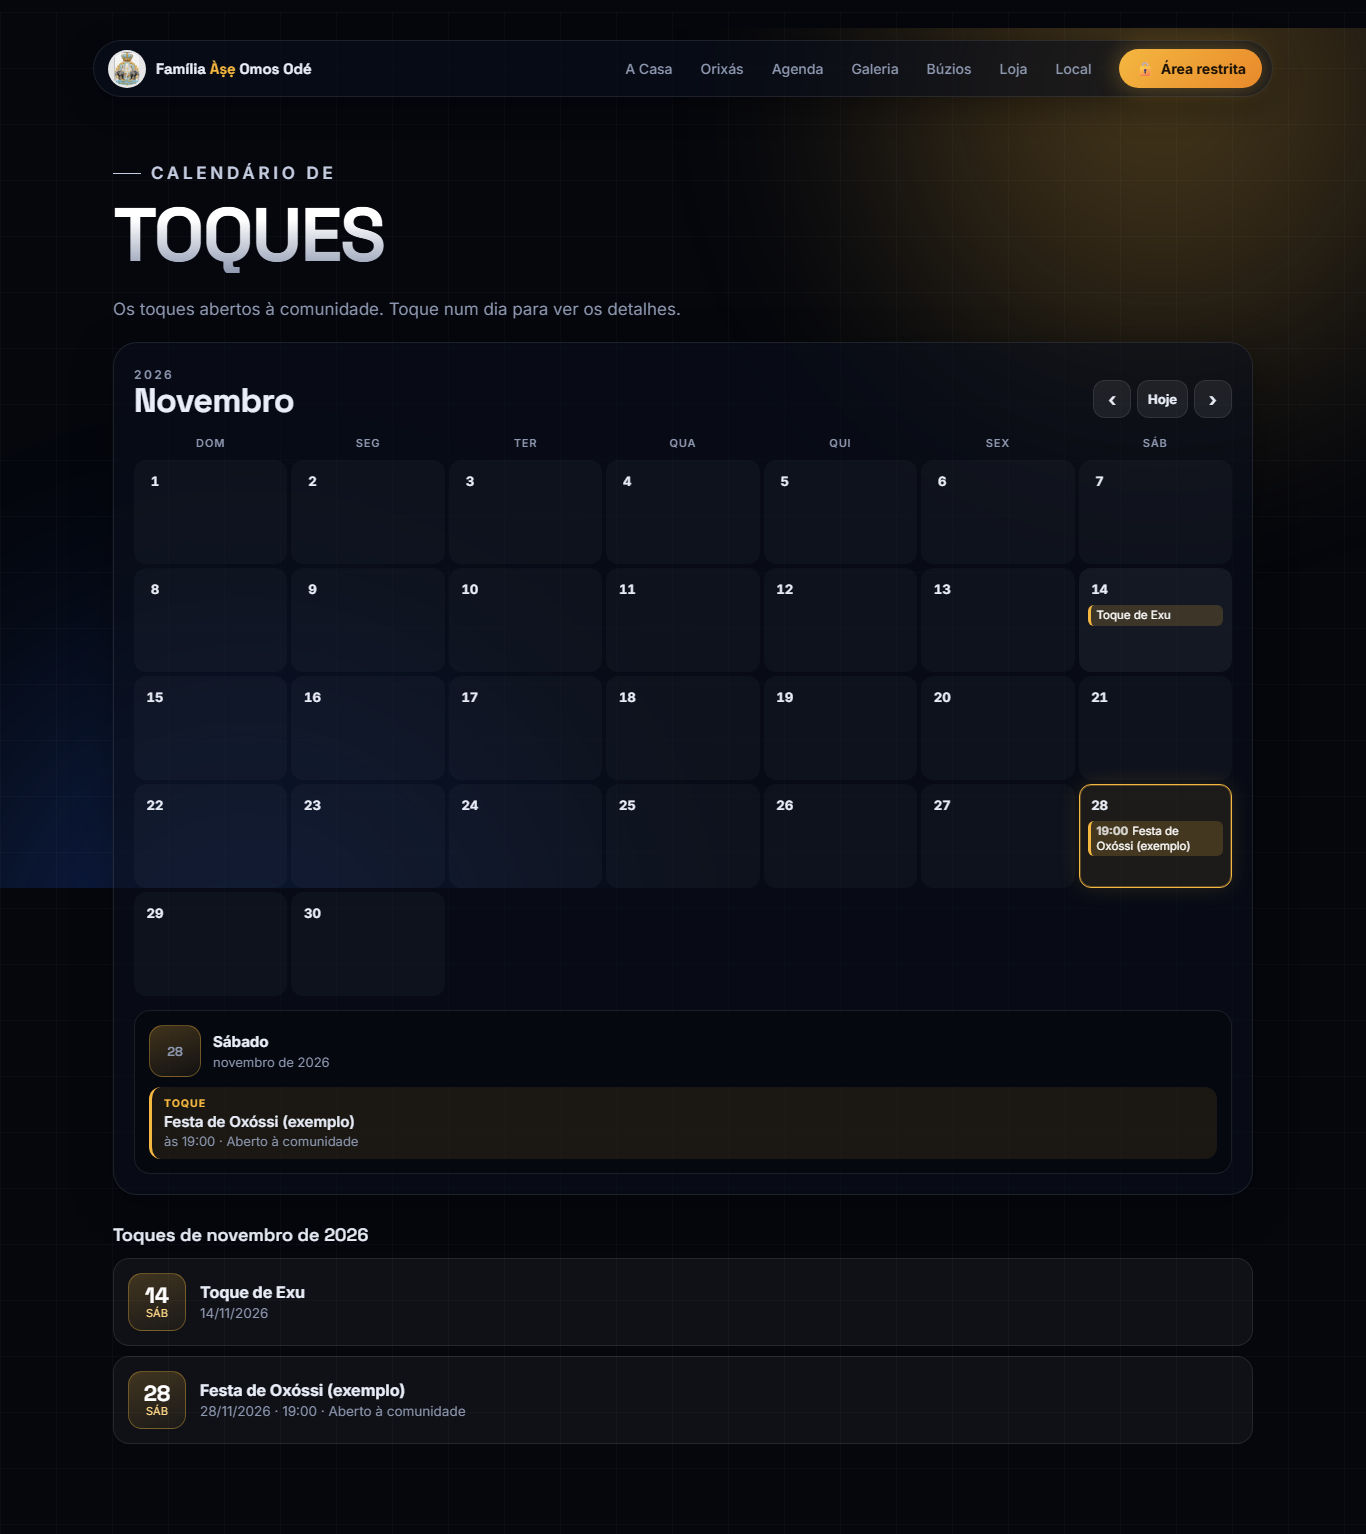 Família Àṣẹ Omos Odé
A Casa Orixás Agenda Galeria Búzios Loja Local Área restrita
CALENDÁRIO DE
TOQUES
Os toques abertos à comunidade. Toque num dia para ver os detalhes.
2026
Novembro
‹ Hoje ›
DOM SEG TER QUA QUI SEX SÁB
1 2 3 4 5 6 7
8 9 10 11 12 13 14
Toque de Exu
15 16 17 18 19 20 21
22 23 24 25 26 27 28
19:00 Festa de
Oxóssi (exemplo)
29 30
28 Sábado
novembro de 2026
TOQUE
Festa de Oxóssi (exemplo)
às 19:00 · Aberto à comunidade
Toques de novembro de 2026
14 Toque de Exu
SÁB 14/11/2026
28 Festa de Oxóssi (exemplo)
SÁB 28/11/2026 · 19:00 · Aberto à comunidade